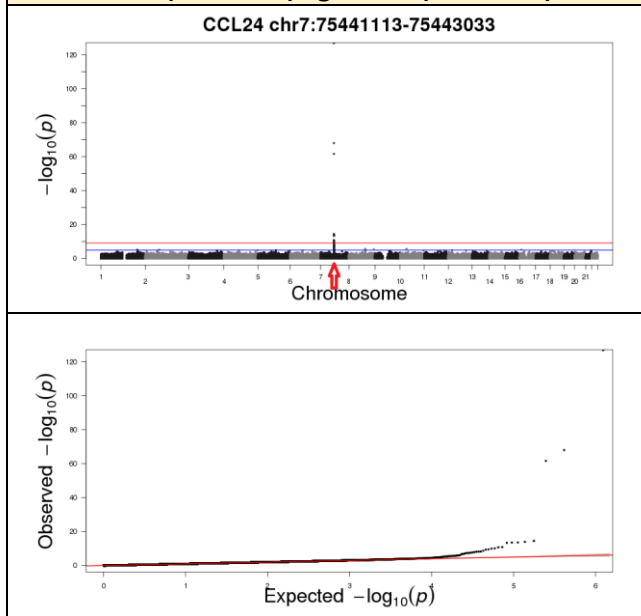 CCL24 chr7:75441113-75443033
−log10(p)
120
100
80
60
40
20
0
1 2 3 4 5 6 7 8 9 10 11 12 13 14 15 16 17 18 19 20 21
Chromosome
Observed −log10(p)
120
100
80
60
40
20
0
0 1 2 3 4 5 6
Expected −log10(p)